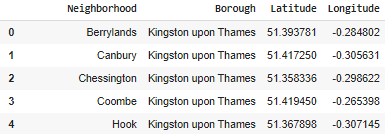 Neighborhood Borough Latitude Longitude
0 Berrylands Kingston upon Thames 51.393781 -0.284802
1 Canbury Kingston upon Thames 51.417250 -0.305631
2 Chessington Kingston upon Thames 51.358336 -0.298622
3 Coombe Kingston upon Thames 51.419450 -0.265398
4 Hook Kingston upon Thames 51.367898 -0.307145